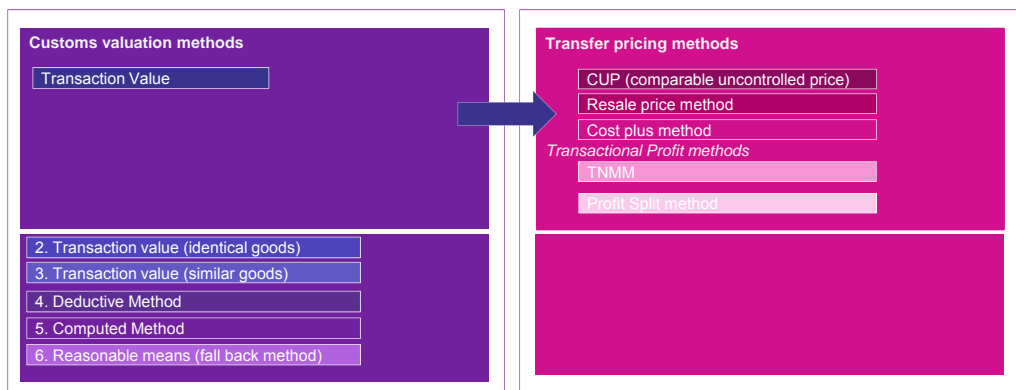 Customs valuation methods
Transaction Value
2. Transaction value (identical goods)
3. Transaction value (similar goods)
4. Deductive Method
5. Computed Method
6. Reasonable means (fall back method)
Transfer pricing methods
CUP (comparable uncontrolled price)
Resale price method
Cost plus method
Transactional Profit methods
TNMM
Profit Split method